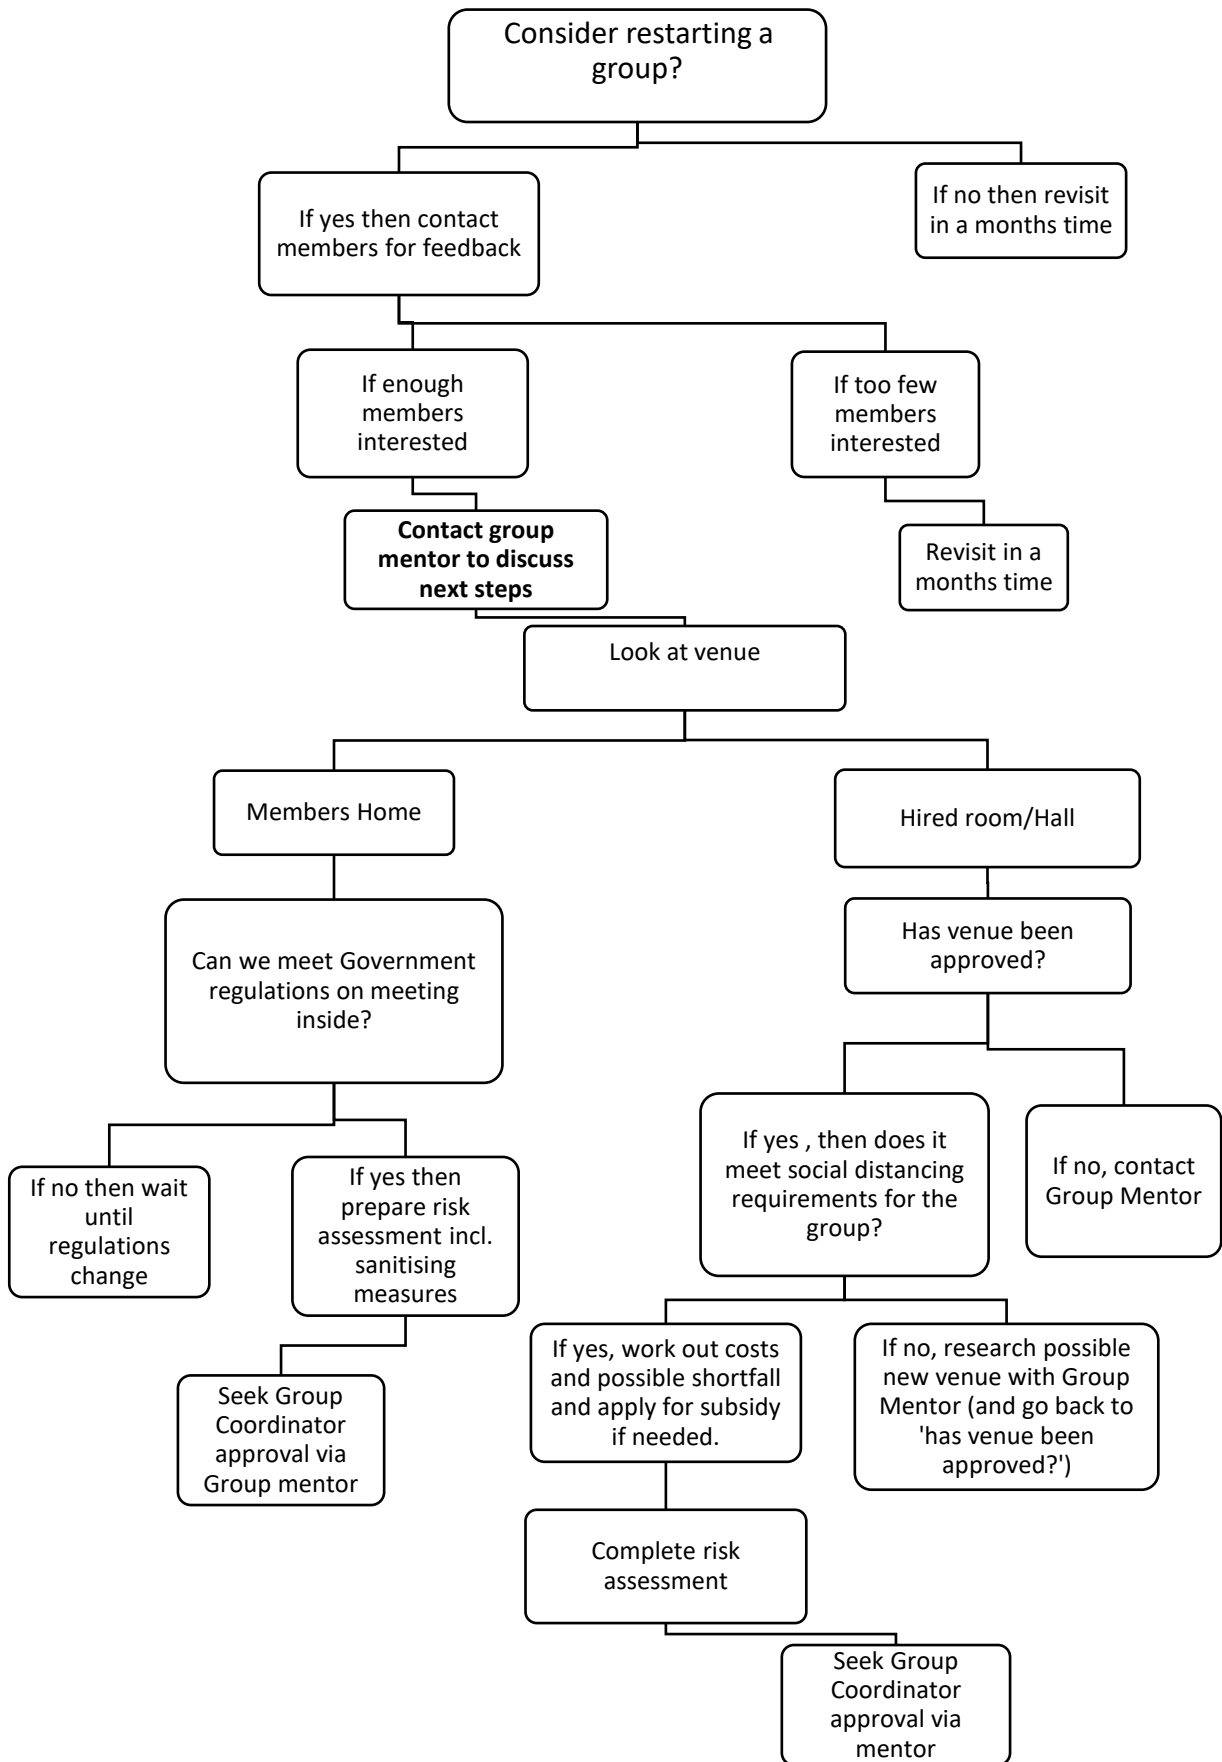 Consider restarting a
group?
If yes then contact
members for feedback
If no then revisit
in a months time
If enough
members
interested
If too few
members
interested
Contact group
mentor to discuss
next steps
Revisit in a
months time
Look at venue
Members Home
Hired room/Hall
Can we meet Government
regulations on meeting
inside?
Has venue been
approved?
If no then wait
until
regulations
change
If yes then
prepare risk
assessment incl.
sanitising
measures
If yes , then does it
meet social distancing
requirements for the
group?
If no, contact
Group Mentor
Seek Group
Coordinator
approval via
Group mentor
If yes, work out costs
and possible shortfall
and apply for subsidy
if needed.
If no, research possible
new venue with Group
Mentor (and go back to
'has venue been
approved?')
Complete risk
assessment
Seek Group
Coordinator
approval via
mentor